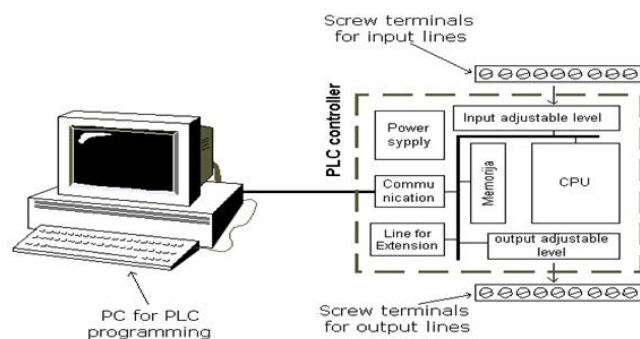 Screw terminals
for input lines
PLC controller
Input adjustable level
Power
sypply
Commu
nication
Memorija
CPU
Line for
Extension
output adjustable
level
PC for PLC
programming
Screw terminals
for output lines